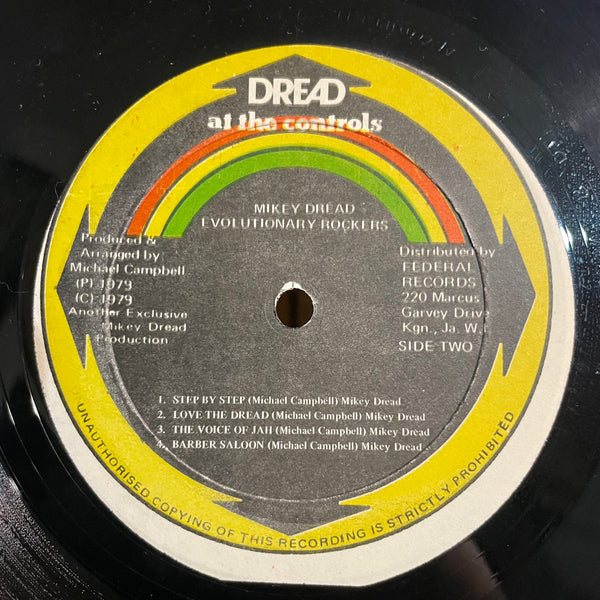 DREAD
at the controls
MIKEY DREAD
EVOLUTIONARY ROCKERS
Produced &
Arranged by
Michael Campbell
(P) 1979
(C) 1979
Another Exclusive
Mikey Dread
Production
Distributed by
FEDERAL
RECORDS
220 Marcus
Garvey Drive
Kgn., Ja. W.I.
SIDE TWO
1. STEP BY STEP (Michael Campbell) Mikey Dread
2. LOVE THE DREAD (Michael Campbell) Mikey Dread
3. THE VOICE OF JAH (Michael Campbell) Mikey Dread
4. BARBER SALOON (Michael Campbell) Mikey Dread
UNAUTHORISED COPYING OF THIS RECORDING IS STRICTLY PROHIBITED